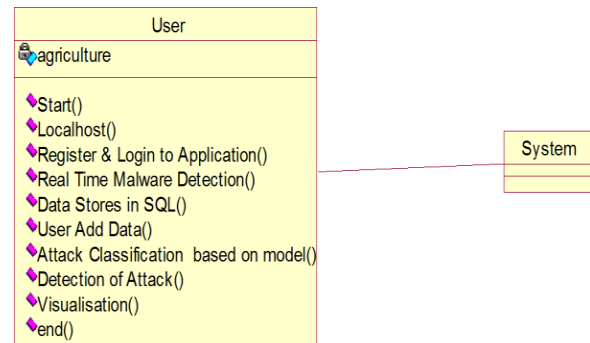 User
agriculture
Start()
Localhost()
Register & Login to Application()
Real Time Malware Detection()
Data Stores in SQL()
User Add Data()
Attack Classification based on model()
Detection of Attack()
Visualisation()
end()
System